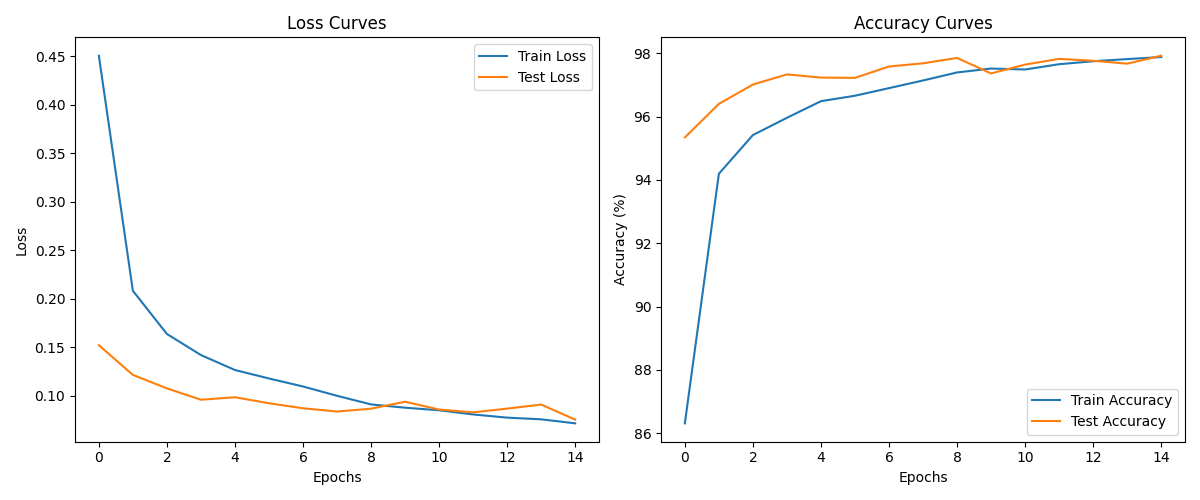 Loss Curves
Loss
0.45
0.40
0.35
0.30
0.25
0.20
0.15
0.10
0 2 4 6 8 10 12 14
Epochs
Train Loss
Test Loss
Accuracy Curves
Accuracy (%)
98
96
94
92
90
88
86
0 2 4 6 8 10 12 14
Epochs
Train Accuracy
Test Accuracy